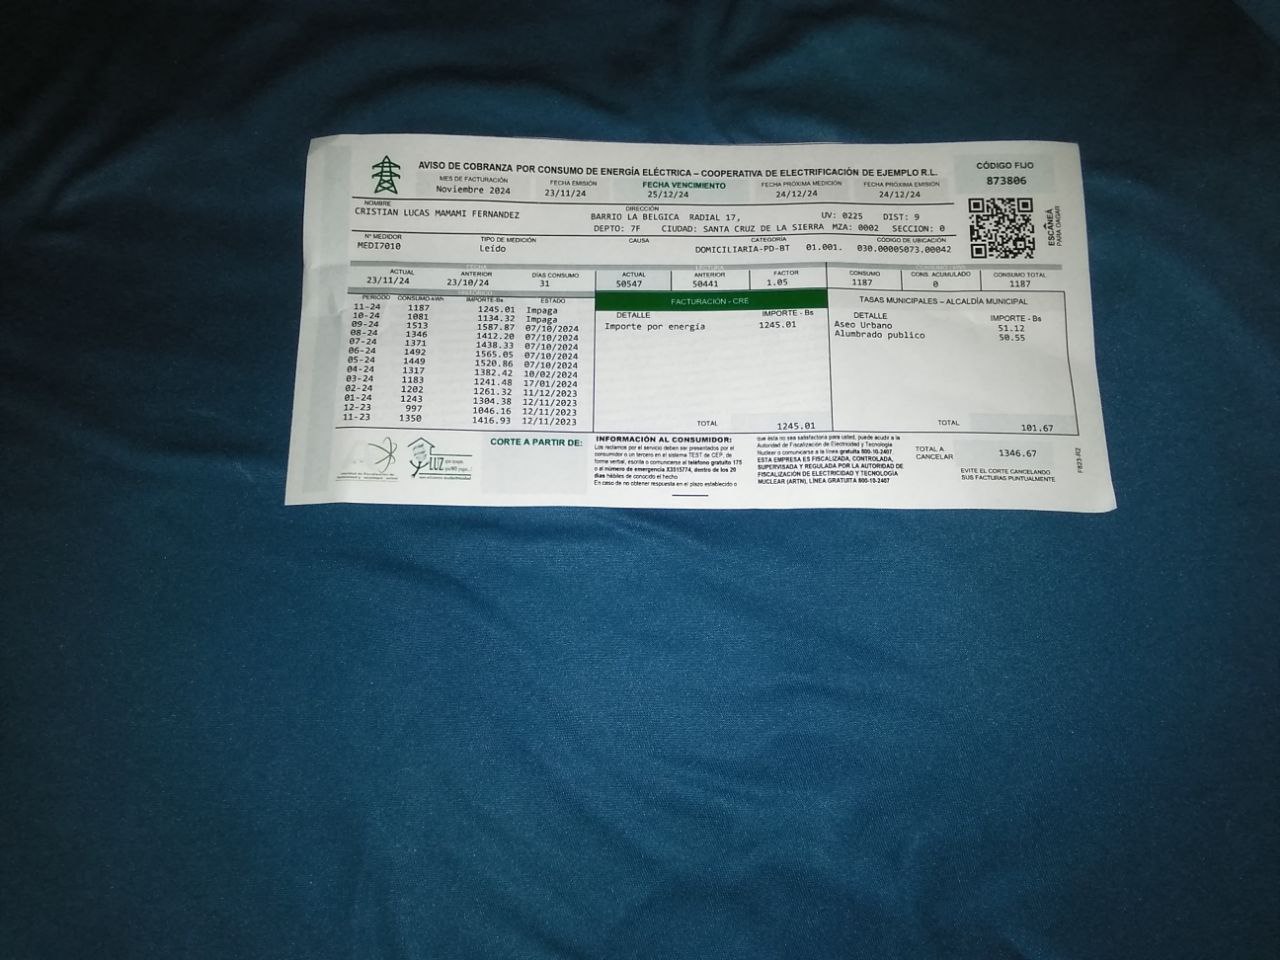 AVISO DE COBRANZA POR CONSUMO DE ENERGÍA ELÉCTRICA – COOPERATIVA DE ELECTRIFICACIÓN DE EJEMPLO R.L.
CÓDIGO FIJO
873806
MES DE FACTURACIÓN FECHA EMISIÓN FECHA VENCIMIENTO FECHA PRÓXIMA MEDICIÓN FECHA PRÓXIMA EMISIÓN
Noviembre 2024 23/11/24 25/12/24 24/12/24 24/12/24
NOMBRE DIRECCIÓN
CRISTIAN LUCAS MAMAMI FERNANDEZ BARRIO LA BELGICA RADIAL 17, UV: 0225 DIST: 9
DEPTO: 7F CIUDAD: SANTA CRUZ DE LA SIERRA MZA: 0002 SECCION: 0
ESCANEÁ
PARA PAGAR
Nº MEDIDOR TIPO DE MEDICIÓN CAUSA CATEGORÍA CÓDIGO DE UBICACIÓN
MEDI7010 Leído DOMICILIARIA-PD-BT 01.001. 030.00005073.00042
ACTUAL ANTERIOR DÍAS CONSUMO ACTUAL ANTERIOR FACTOR CONSUMO CONS. ACUMULADO CONSUMO TOTAL
23/11/24 23/10/24 31 50547 50441 1.05 1187 0 1187
PERIODO CONSUMO-kWh IMPORTE-Bs ESTADO
11-24 1187 1245.01 Impaga
10-24 1081 1134.32 Impaga
09-24 1513 1587.87 07/10/2024
08-24 1346 1412.20 07/10/2024
07-24 1371 1438.33 07/10/2024
06-24 1492 1565.05 07/10/2024
05-24 1449 1520.86 07/10/2024
04-24 1317 1382.42 10/02/2024
03-24 1183 1241.48 17/01/2024
02-24 1202 1261.32 11/12/2023
01-24 1243 1304.38 12/11/2023
12-23 997 1046.16 12/11/2023
11-23 1350 1416.93 12/11/2023
FACTURACIÓN - CRE
DETALLE IMPORTE - Bs
Importe por energía 1245.01
TOTAL 1245.01
TASAS MUNICIPALES – ALCALDÍA MUNICIPAL
DETALLE IMPORTE - Bs
Aseo Urbano 51.12
Alumbrado publico 50.55
TOTAL 101.67
LUZ
CORTE A PARTIR DE:
INFORMACIÓN AL CONSUMIDOR:
Los reclamos por el servicio deben ser presentados por el
consumidor o un tercero en el sistema TEST de CEP, de
forma verbal, escrita o comunicarse al teléfono gratuito 175
o al número de emergencia X3315774, dentro de los 20
días hábiles de conocido el hecho
En caso de no obtener respuesta en el plazo establecido o
que ésta no sea satisfactoria para usted, puede acudir a la
Autoridad de Fiscalización de Electricidad y Tecnología
Nuclear o comunicarse a la línea gratuita 800-10-2407
ESTA EMPRESA ES FISCALIZADA, CONTROLADA,
SUPERVISADA Y REGULADA POR LA AUTORIDAD DE
FISCALIZACIÓN DE ELECTRICIDAD Y TECNOLOGÍA
NUCLEAR (ARTN), LÍNEA GRATUITA 800-10-2407
TOTAL A
CANCELAR
1346.67
EVITE EL CORTE CANCELANDO
SUS FACTURAS PUNTUALMENTE
F823-R2